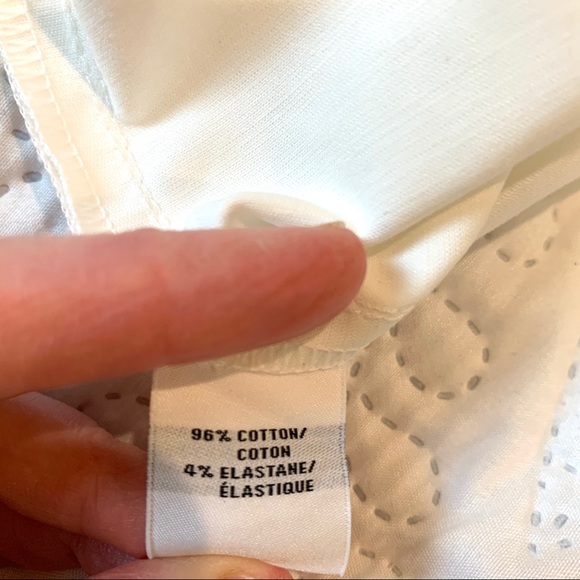 96% COTTON/
COTON
4% ELASTANE/
ÉLASTIQUE